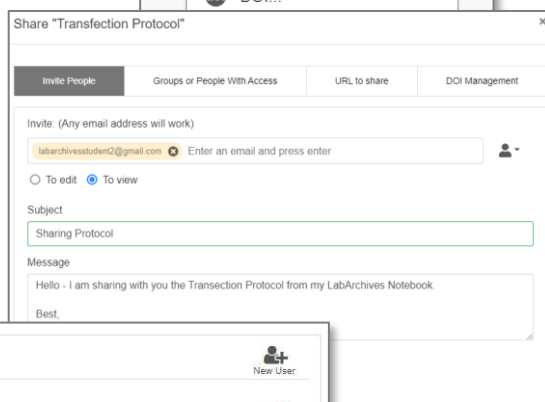 DOI...
Share "Transfection Protocol"
×
Invite People Groups or People With Access URL to share DOI Management
Invite: (Any email address will work)
labarchivesstudent2@gmail.com Enter an email and press enter
To edit To view
Subject
Sharing Protocol
Message
Hello - I am sharing with you the Transection Protocol from my LabArchives Notebook.
Best,
New User